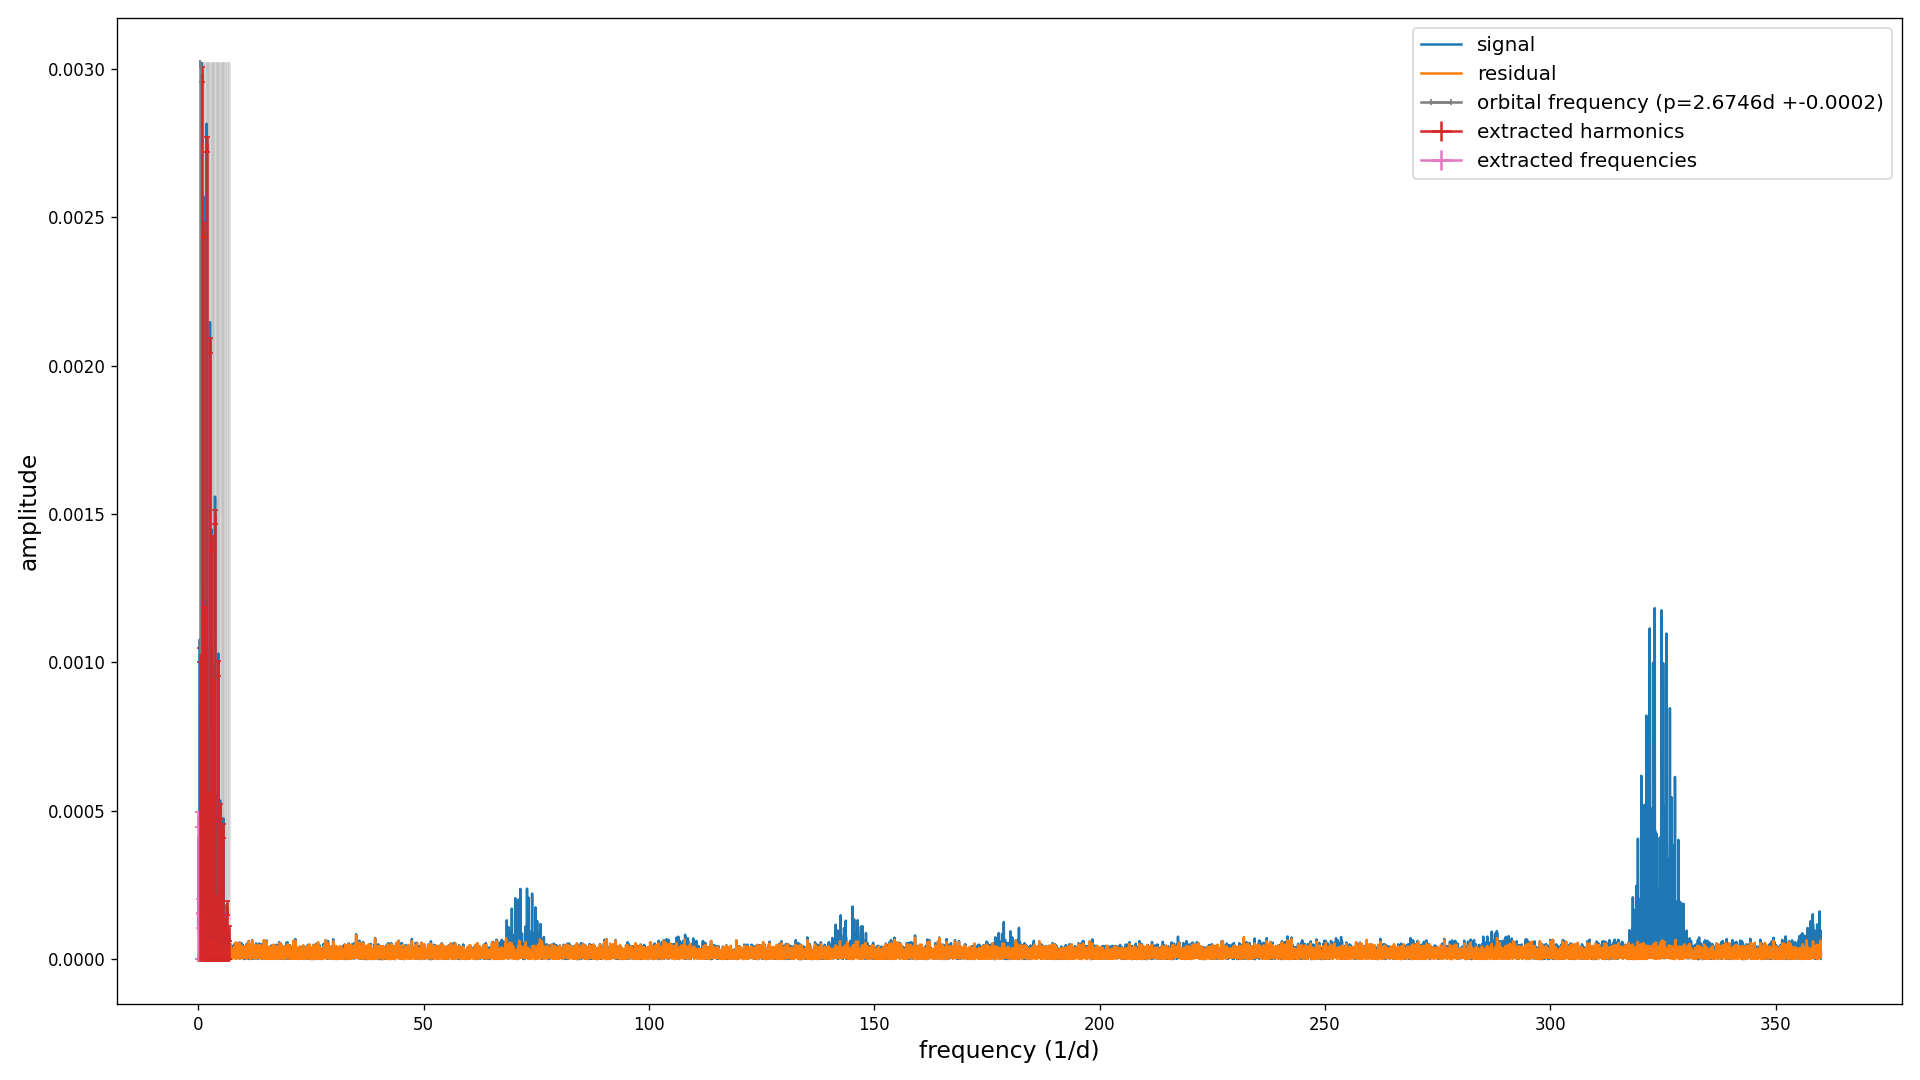 signal
residual
orbital frequency (p=2.6746d +-0.0002)
extracted harmonics
extracted frequencies
0.0030
0.0025
0.0020
0.0015
0.0010
0.0005
0.0000
amplitude
0 50 100 150 200 250 300 350
frequency (1/d)